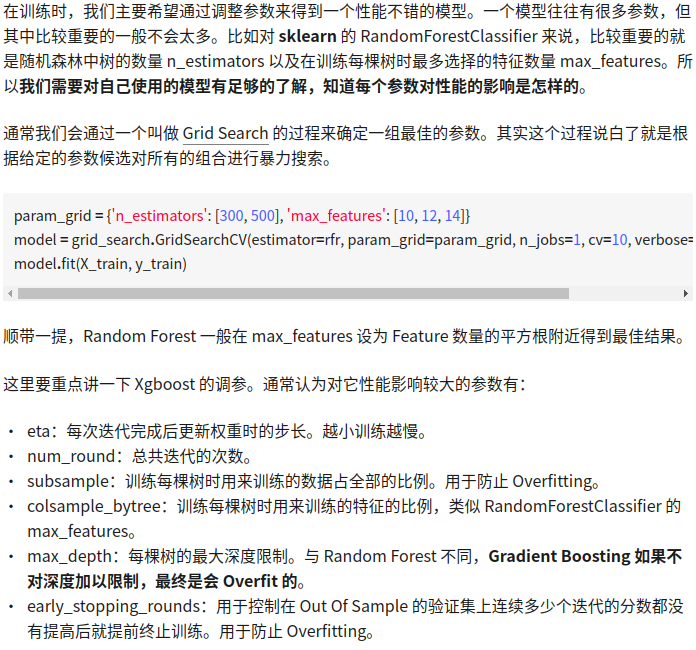 在训练时，我们主要希望通过调整参数来得到一个性能不错的模型。一个模型往往有很多参数，但
其中比较重要的一般不会太多。比如对 sklearn 的 RandomForestClassifier 来说，比较重要的就
是随机森林中树的数量 n_estimators 以及在训练每棵树时最多选择的特征数量 max_features。所
以我们需要对自己使用的模型有足够的了解，知道每个参数对性能的影响是怎样的。
通常我们会通过一个叫做 Grid Search 的过程来确定一组最佳的参数。其实这个过程说白了就是根
据给定的参数候选对所有的组合进行暴力搜索。
param_grid = {'n_estimators': [300, 500], 'max_features': [10, 12, 14]}
model = grid_search.GridSearchCV(estimator=rfr, param_grid=param_grid, n_jobs=1, cv=10, verbose=
model.fit(X_train, y_train)
顺带一提，Random Forest 一般在 max_features 设为 Feature 数量的平方根附近得到最佳结果。
这里要重点讲一下 Xgboost 的调参。通常认为对它性能影响较大的参数有：
• eta：每次迭代完成后更新权重时的步长。越小训练越慢。
• num_round：总共迭代的次数。
• subsample：训练每棵树时用来训练的数据占全部的比例。用于防止 Overfitting。
• colsample_bytree：训练每棵树时用来训练的特征的比例，类似 RandomForestClassifier 的
max_features。
• max_depth：每棵树的最大深度限制。与 Random Forest 不同，Gradient Boosting 如果不
对深度加以限制，最终是会 Overfit 的。
• early_stopping_rounds：用于控制在 Out Of Sample 的验证集上连续多少个迭代的分数都没
有提高后就提前终止训练。用于防止 Overfitting。